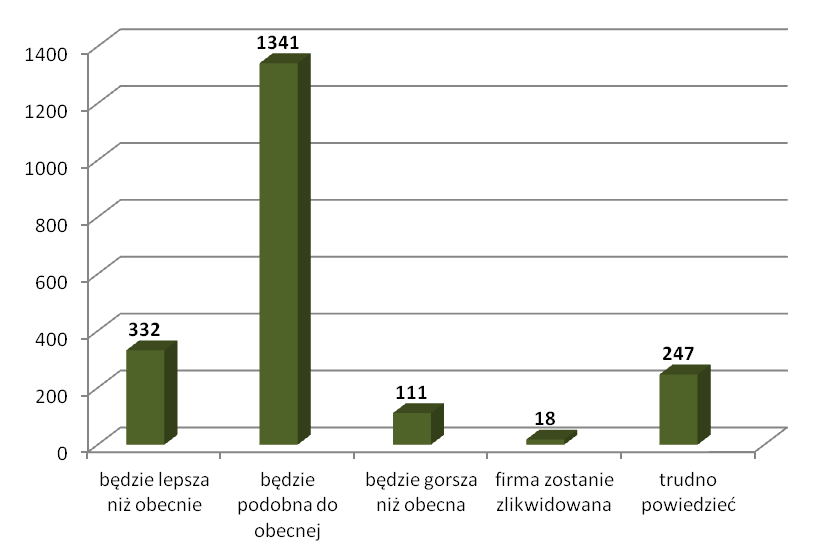 1400
1200
1000
800
600
400
200
0
332
1341
111
18
247
będzie lepsza
niż obecnie
będzie
podobna do
obecnej
będzie gorsza
niż obecna
firma zostanie
zlikwidowana
trudno
powiedzieć